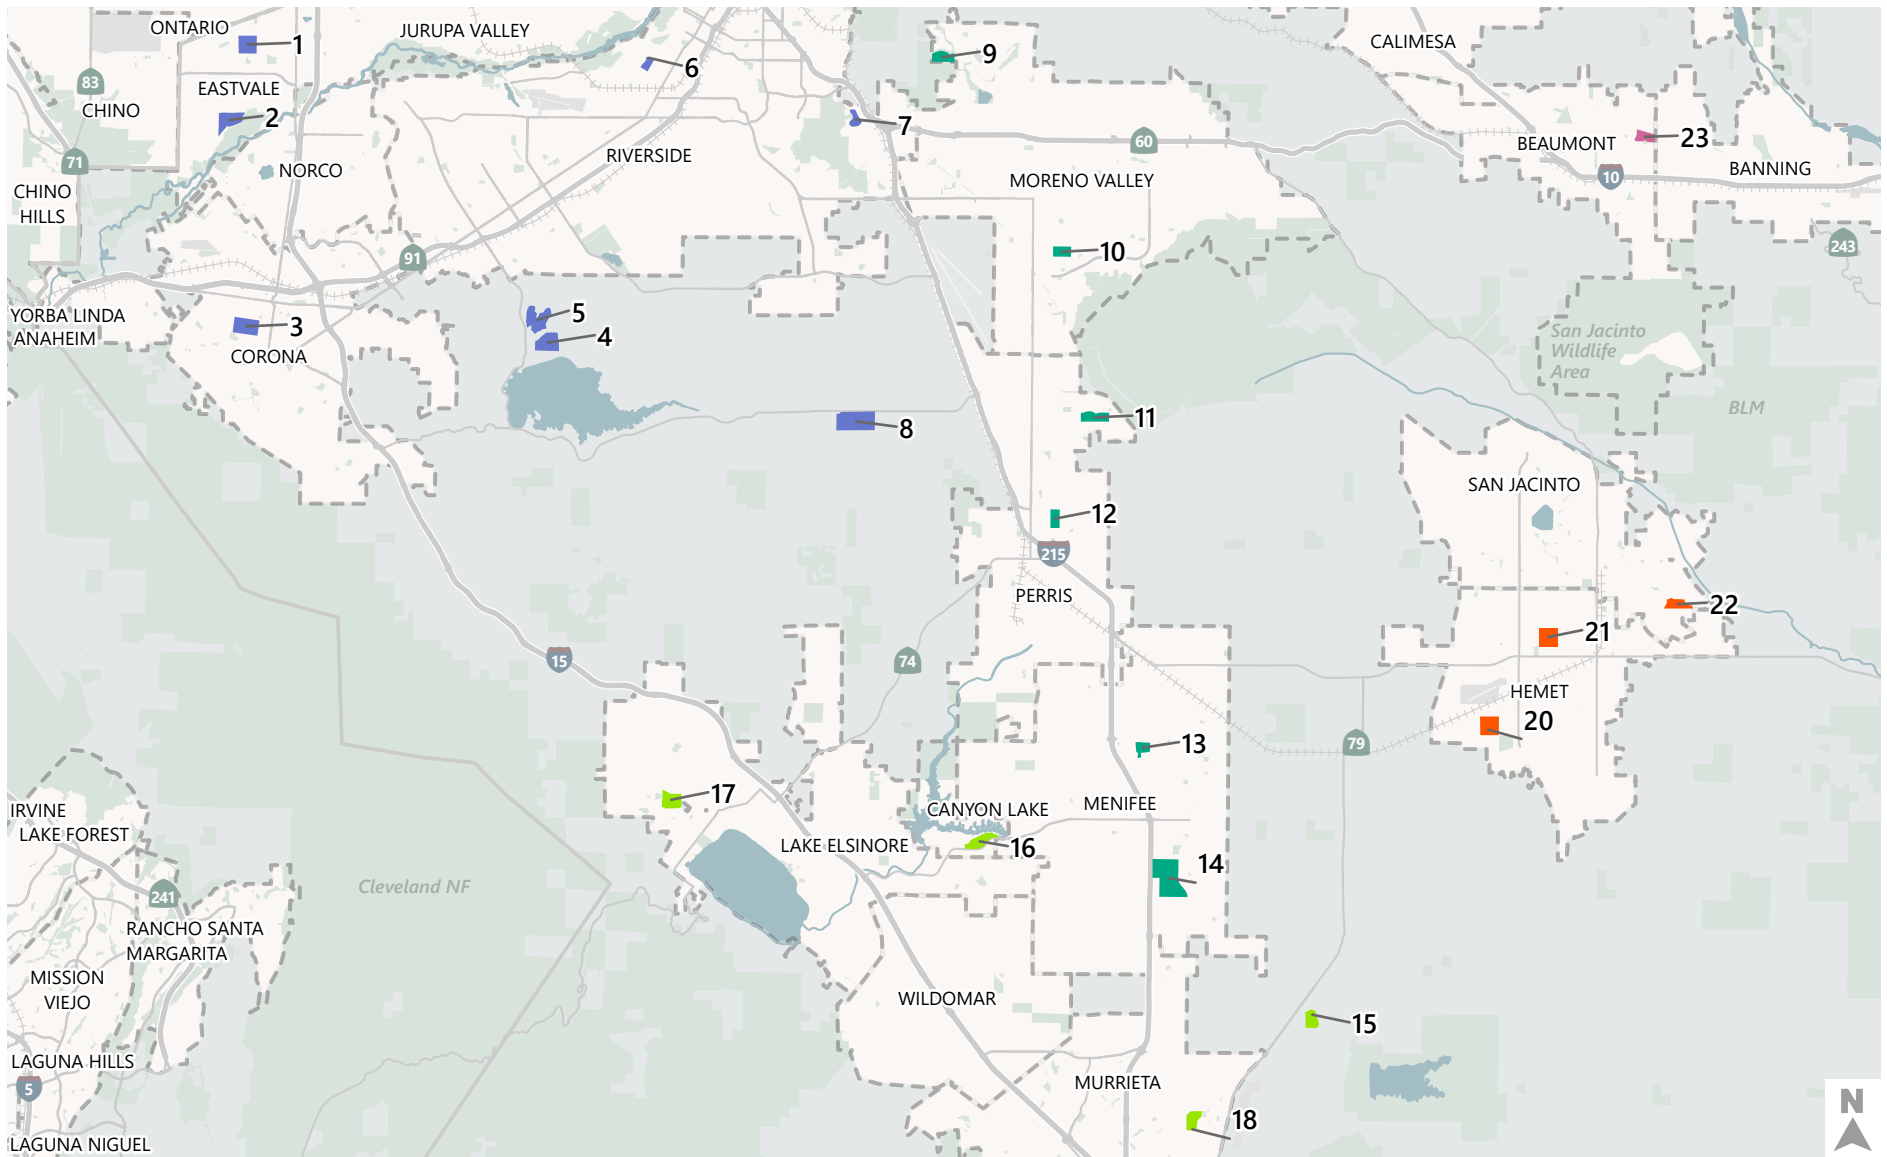 ONTARIO
1
JURUPA VALLEY
6
9
CALIMESA
83
CHINO
EASTVALE
2
7
60
BEAUMONT
23
71
NORCO
RIVERSIDE
MORENO VALLEY
10
BANNING
CHINO
HILLS
91
10
243
YORBA LINDA
ANAHEIM
3
CORONA
5
4
San Jacinto
Wildlife
Area
BLM
8
11
SAN JACINTO
12
215
PERRIS
22
21
15
74
HEMET
20
79
13
17
IRVINE
LAKE FOREST
CANYON LAKE
MENIFEE
LAKE ELSINORE
16
14
Cleveland NF
241
RANCHO SANTA
MARGARITA
MISSION
VIEJO
WILDOMAR
15
LAGUNA HILLS
5
MURRIETA
18
LAGUNA NIGUEL
N